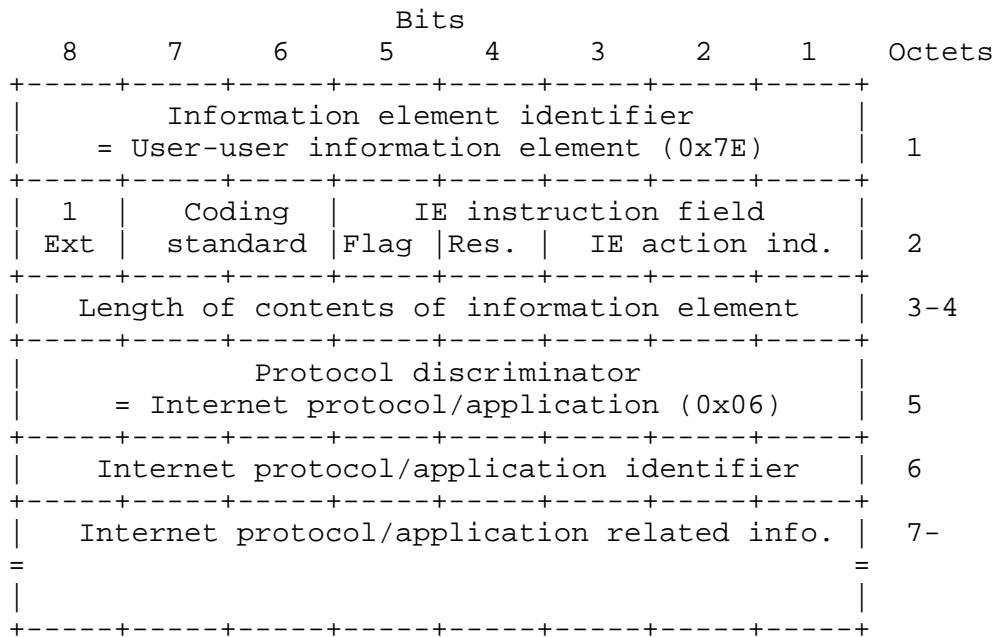 Bits
8 7 6 5 4 3 2 1 Octets
+-----+-----+-----+-----+-----+-----+-----+-----+
| Information element identifier |
| = User-user information element (0x7E) | 1
+-----+-----+-----+-----+-----+-----+-----+-----+
| 1 | Coding | IE instruction field |
| Ext | standard |Flag |Res. | IE action ind. | 2
+-----+-----+-----+-----+-----+-----+-----+-----+
| Length of contents of information element | 3-4
+-----+-----+-----+-----+-----+-----+-----+-----+
| Protocol discriminator |
| = Internet protocol/application (0x06) | 5
+-----+-----+-----+-----+-----+-----+-----+-----+
| Internet protocol/application identifier | 6
+-----+-----+-----+-----+-----+-----+-----+-----+
| Internet protocol/application related info. | 7-
= =
| |
+-----+-----+-----+-----+-----+-----+-----+-----+